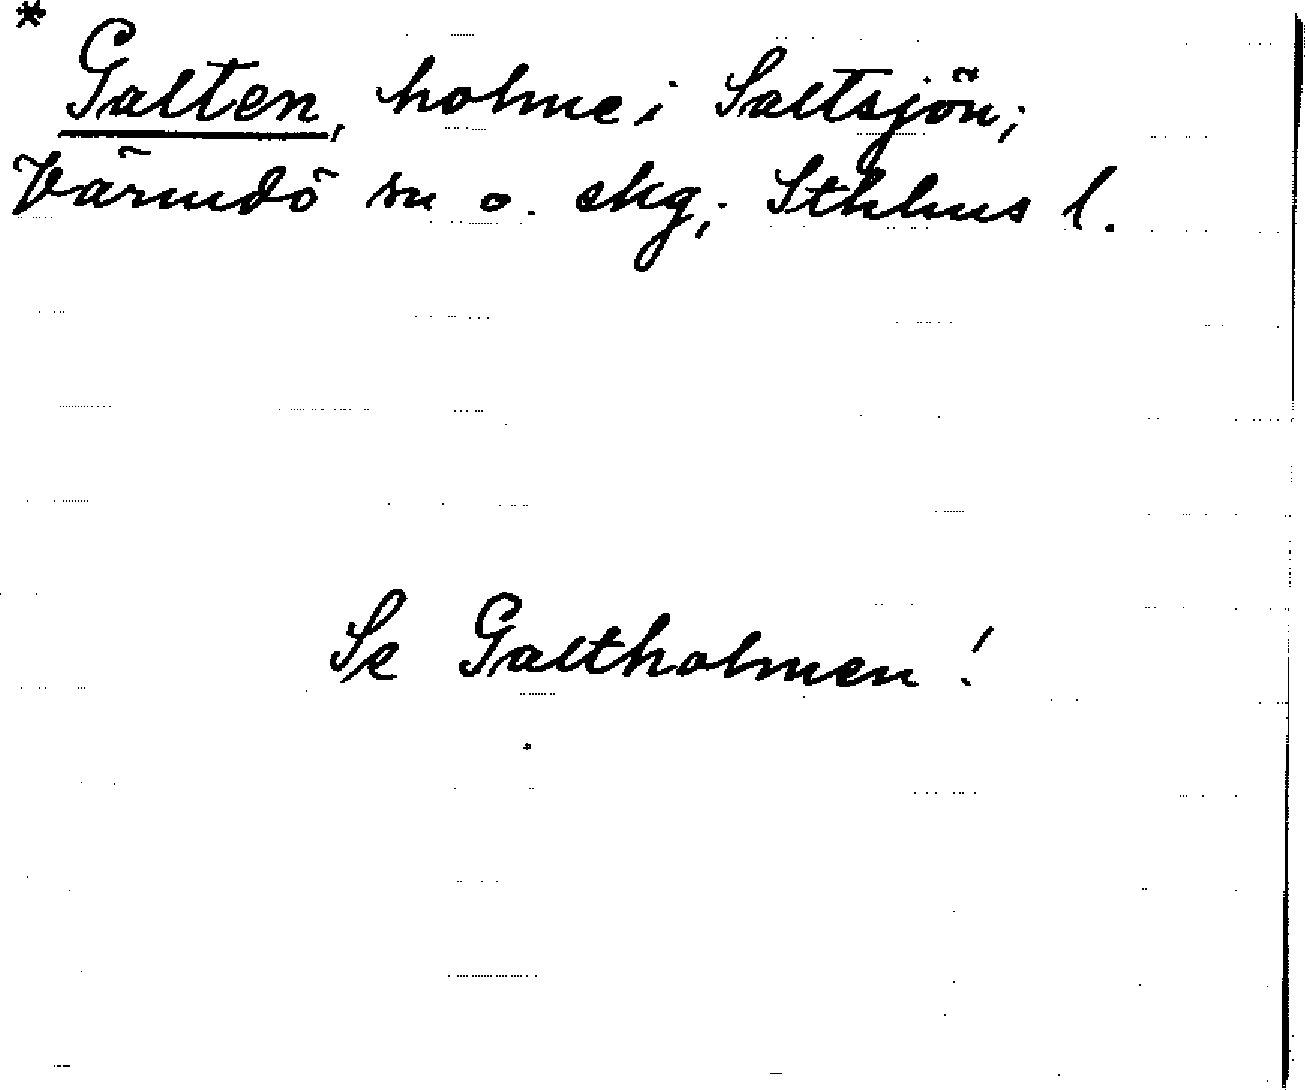 * Galten, holme i Saltsjön;
Värmdö sn o. skg; Sthlms l.
Se Galtholmen!